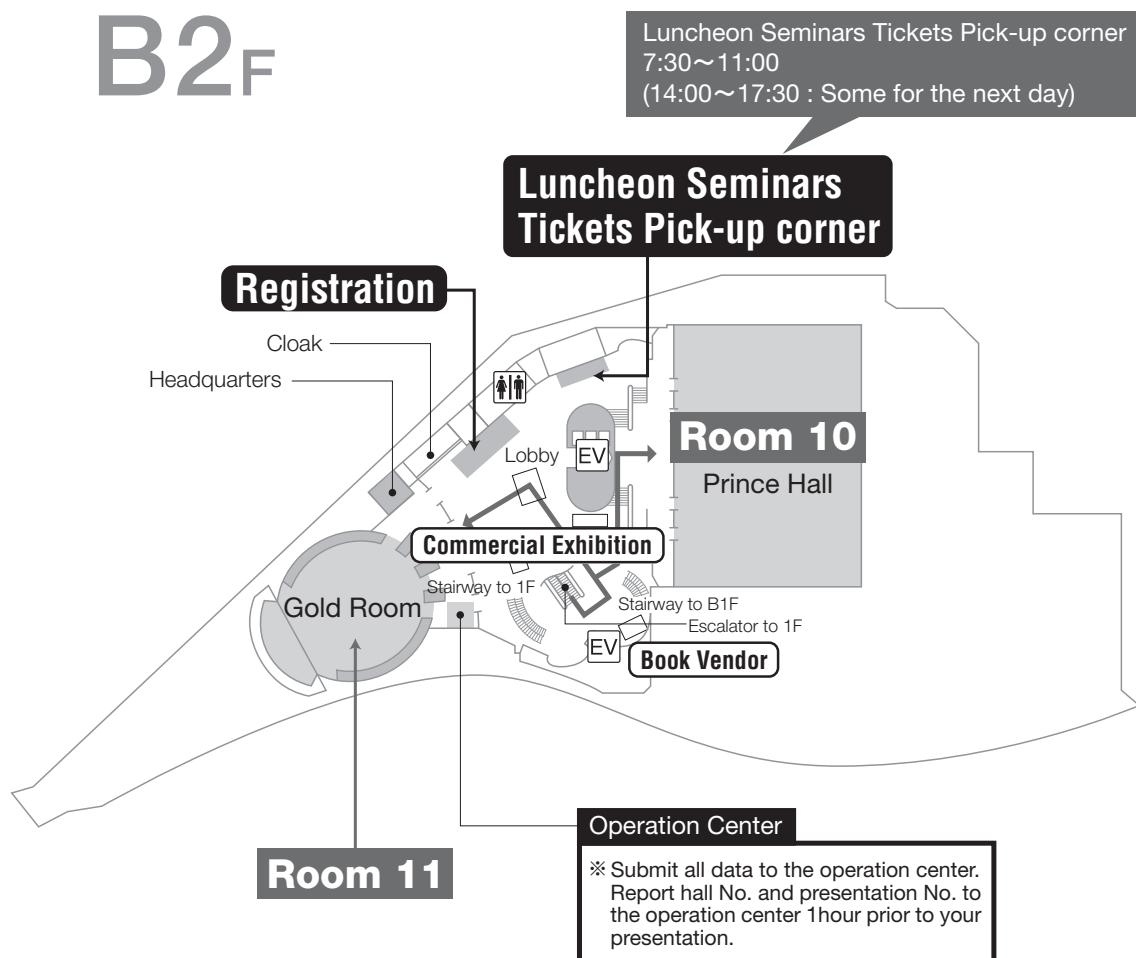 B2F
Luncheon Seminars Tickets Pick-up corner
7:30～11:00
(14:00～17:30 : Some for the next day)
Luncheon Seminars
Tickets Pick-up corner
Registration
Cloak
Headquarters
Lobby
EV
Room 10
Prince Hall
Commercial Exhibition
Stairway to 1F
Gold Room
Stairway to B1F
Escalator to 1F
EV
Book Vendor
Operation Center
Room 11
※ Submit all data to the operation center.
Report hall No. and presentation No. to
the operation center 1hour prior to your
presentation.